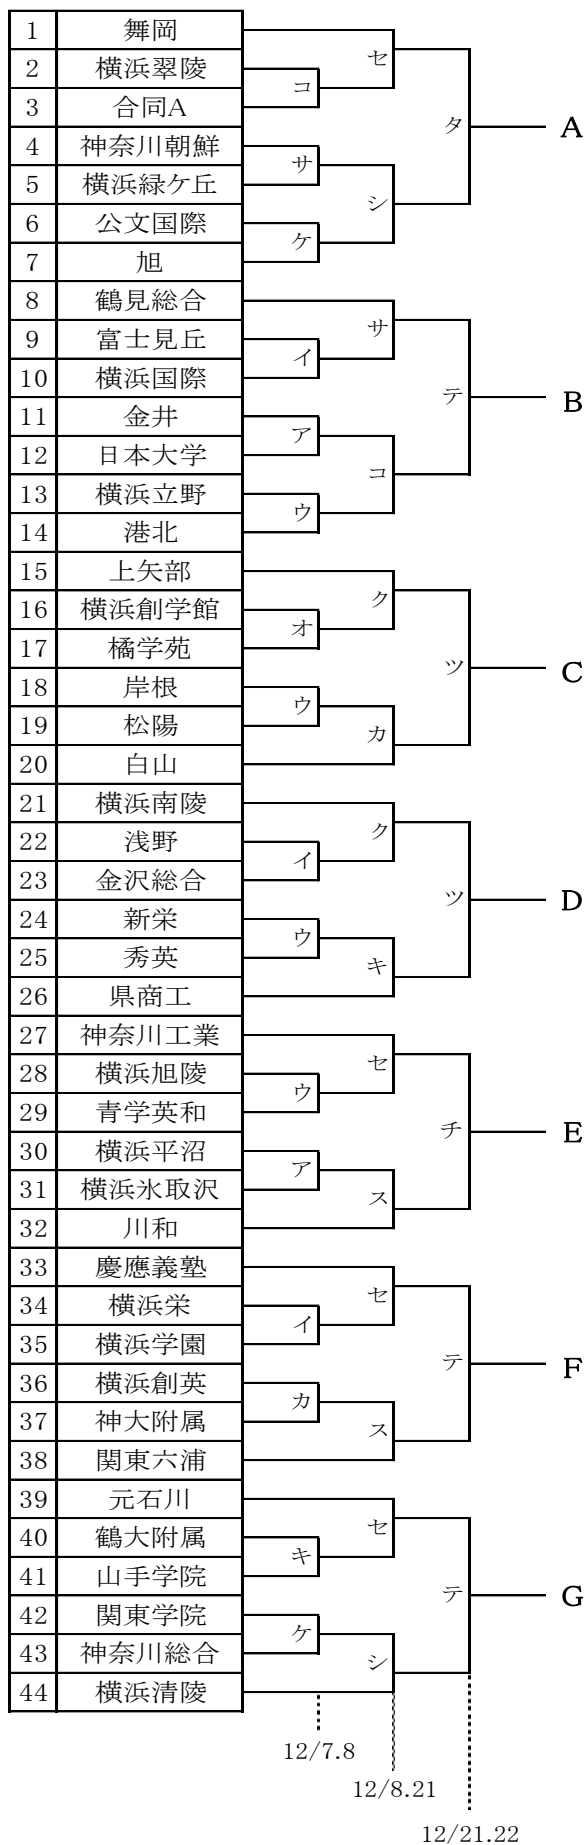 1 舞岡
2 横浜翠陵
3 合同A
4 神奈川朝鮮
5 横浜緑ケ丘
6 公文国際
7 旭
8 鶴見総合
9 富士見丘
10 横浜国際
11 金井
12 日本大学
13 横浜立野
14 港北
15 上矢部
16 横浜創学館
17 橘学苑
18 岸根
19 松陽
20 白山
21 横浜南陵
22 浅野
23 金沢総合
24 新栄
25 秀英
26 県商工
27 神奈川工業
28 横浜旭陵
29 青学英和
30 横浜平沼
31 横浜氷取沢
32 川和
33 慶應義塾
34 横浜栄
35 横浜学園
36 横浜創英
37 神大附属
38 関東六浦
39 元石川
40 鶴大附属
41 山手学院
42 関東学院
43 神奈川総合
44 横浜清陵
セ
コ
タ
A
サ
シ
ケ
サ
イ
テ
B
ア
コ
ウ
ク
オ
ツ
C
ウ
カ
ク
イ
ツ
D
ウ
キ
セ
ウ
チ
E
ア
ス
セ
イ
テ
F
カ
ス
セ
キ
テ
G
ケ
シ
12/7.8
12/8.21
12/21.22